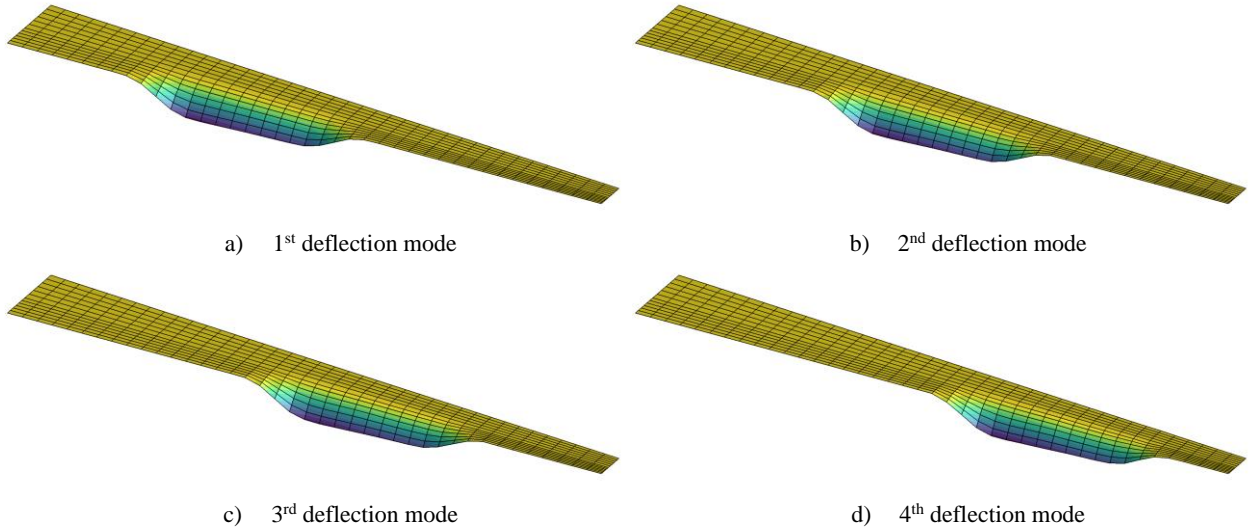 a) 1st deflection mode
b) 2nd deflection mode
c) 3rd deflection mode
d) 4th deflection mode